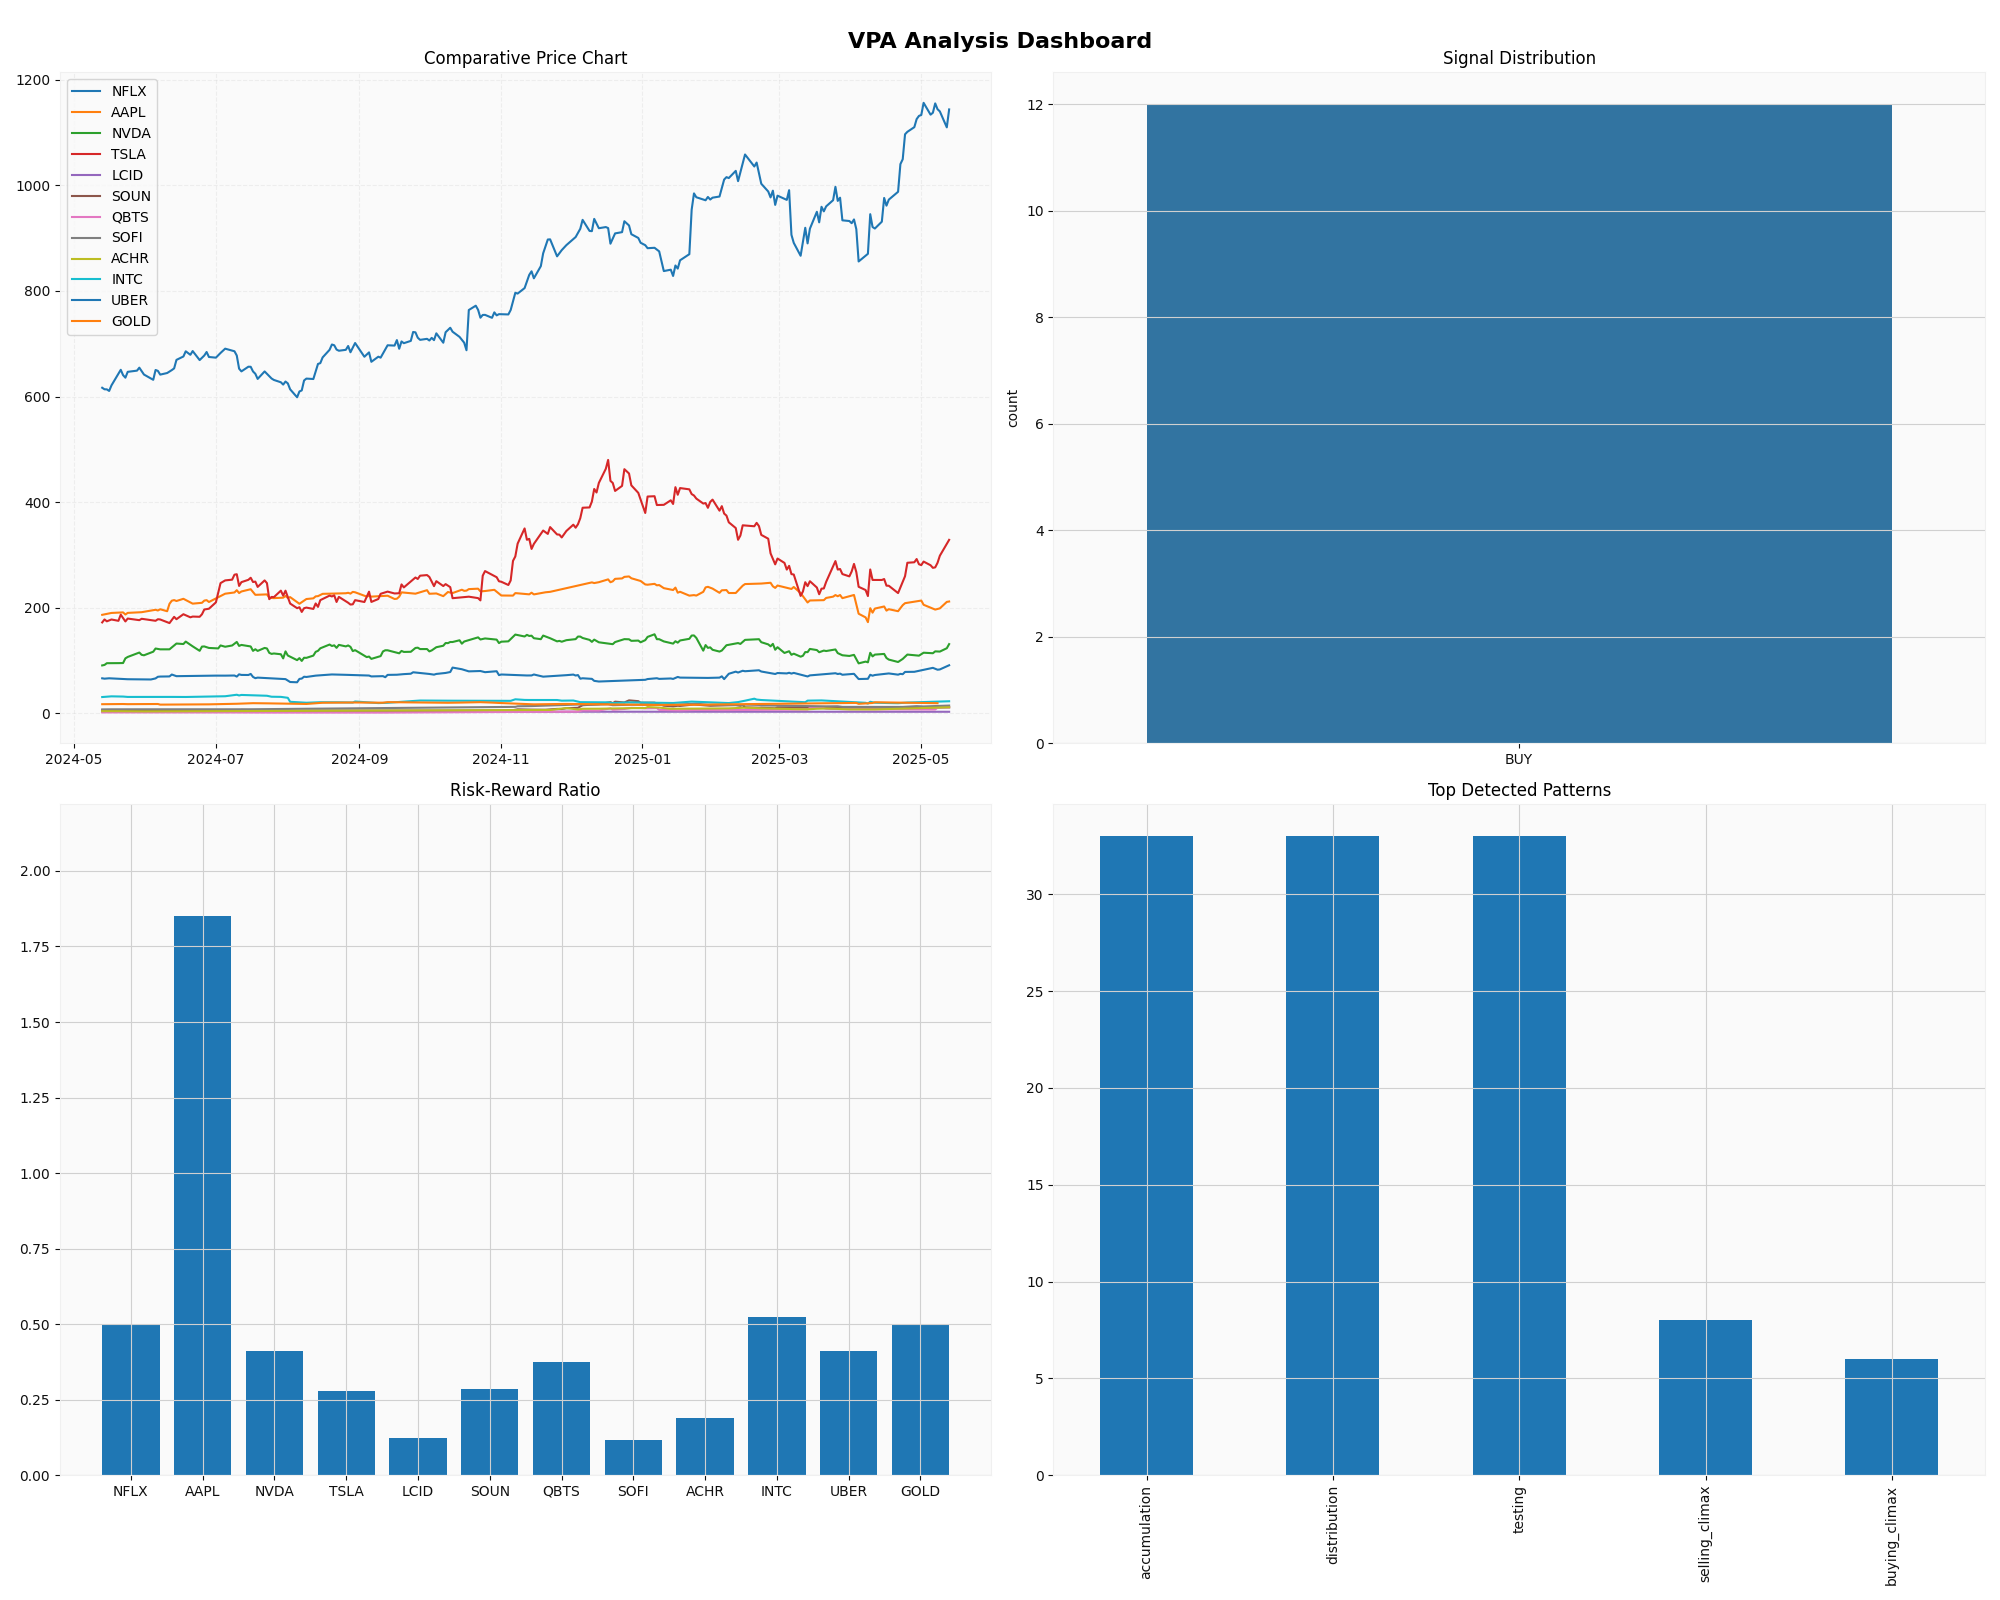 VPA Analysis Dashboard
Comparative Price Chart
1200
1000
800
600
400
200
0
NFLX
AAPL
NVDA
TSLA
LCID
SOUN
QBTS
SOFI
ACHR
INTC
UBER
GOLD
2024-05 2024-07 2024-09 2024-11 2025-01 2025-03 2025-05
Signal Distribution
count
12
10
8
6
4
2
0
BUY
Risk-Reward Ratio
2.00
1.75
1.50
1.25
1.00
0.75
0.50
0.25
0.00
NFLX AAPL NVDA TSLA LCID SOUN QBTS SOFI ACHR INTC UBER GOLD
Top Detected Patterns
30
25
20
15
10
5
0
accumulation
distribution
testing
selling_climax
buying_climax